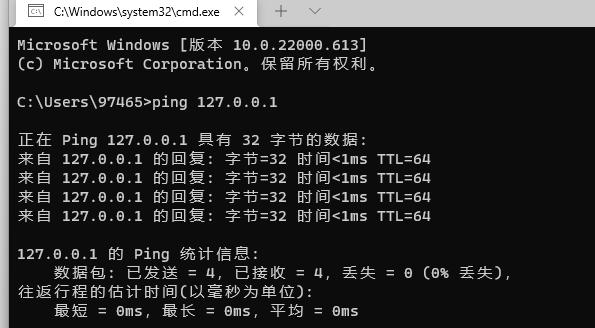 C:\Windows\system32\cmd.exe
Microsoft Windows [版本 10.0.22000.613]
(c) Microsoft Corporation。保留所有权利。
C:\Users\97465>ping 127.0.0.1
正在 Ping 127.0.0.1 具有 32 字节的数据:
来自 127.0.0.1 的回复: 字节=32 时间<1ms TTL=64
来自 127.0.0.1 的回复: 字节=32 时间<1ms TTL=64
来自 127.0.0.1 的回复: 字节=32 时间<1ms TTL=64
来自 127.0.0.1 的回复: 字节=32 时间<1ms TTL=64
127.0.0.1 的 Ping 统计信息:
数据包: 已发送 = 4，已接收 = 4，丢失 = 0 (0% 丢失)，
往返行程的估计时间(以毫秒为单位):
最短 = 0ms，最长 = 0ms，平均 = 0ms